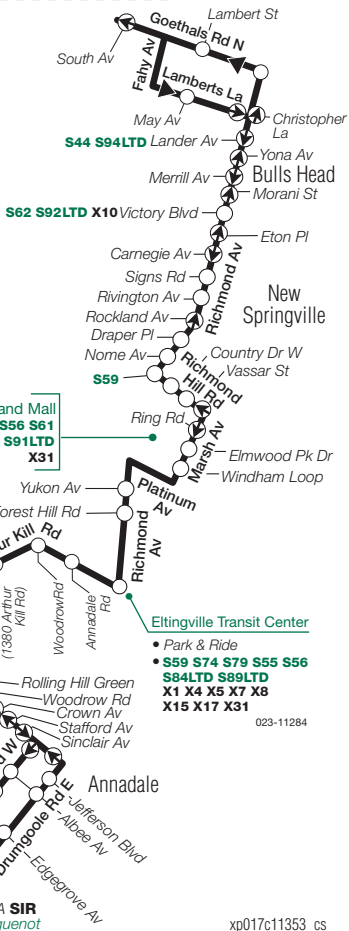 Lambert St
Goethals Rd N
South Av
Fahy Av
Lamberts La
May Av
Christopher
La
S44 S94LTD Lander Av
Yona Av
Merrill Av
Bulls Head
Morani St
S62 S92LTD X10 Victory Blvd
Eton Pl
Carnegie Av
Richmond Av
Signs Rd
New
Springville
Rivington Av
Rockland Av
Draper Pl
Nome Av
Country Dr W
Richmond
Hill Rd
Vassar St
S59
and Mall
S56 S61
S91LTD
X31
Ring Rd
Marsh Av
Elmwood Pk Dr
Windham Loop
Yukon Av
Platinum
Av
orest Hill Rd
Richmond
Av
ur Kill Rd
(1380 Arthur
Kill Rd)
WoodrowRd
Annadale
Rd
Eltingville Transit Center
• Park & Ride
• S59 S74 S79 S55 S56
S84LTD S89LTD
X1 X4 X5 X7 X8
X15 X17 X31
023-11284
Rolling Hill Green
Woodrow Rd
Crown Av
Stafford Av
Sinclair Av
d W
Annadale
Drumgoole Rd E
Jefferson Blvd
Albee Av
Edgegrove Av
A SIR
guenot
xp017c11353 cs